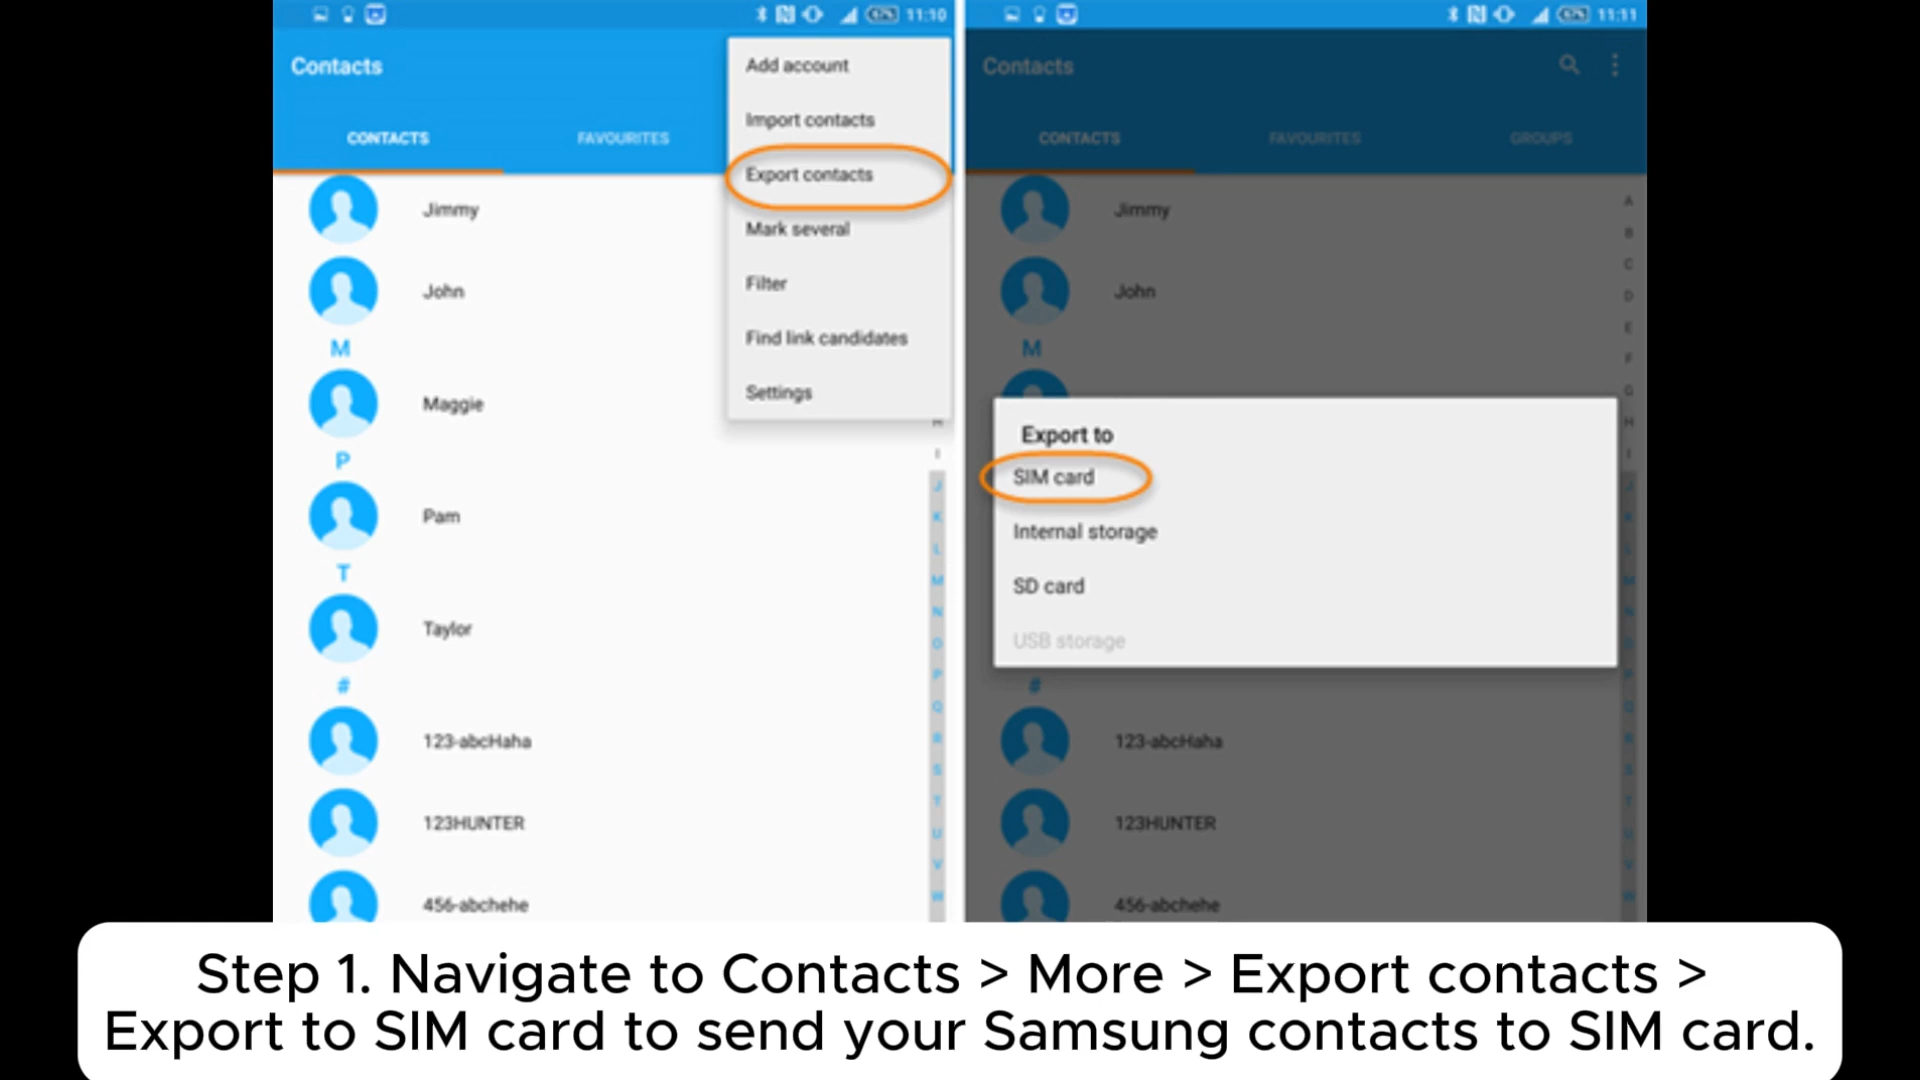 11:10
Contacts
CONTACTS
FAVOURITES
Add account
Import contacts
Export contacts
Mark several
Filter
Find link candidates
Settings
Jimmy
John
M
Maggie
P
Pam
T
Taylor
#
123-abcHaha
123HUNTER
456-abchehe
H
I
J
K
L
M
N
O
P
Q
R
S
T
U
V
W
11:11
Contacts
CONTACTS
FAVOURITES
GROUPS
Jimmy
John
M
A
B
C
D
E
F
G
H
I
Export to
SIM card
Internal storage
SD card
USB storage
#
123-abcHaha
123HUNTER
456-abchehe
Step 1. Navigate to Contacts > More > Export contacts >
Export to SIM card to send your Samsung contacts to SIM card.